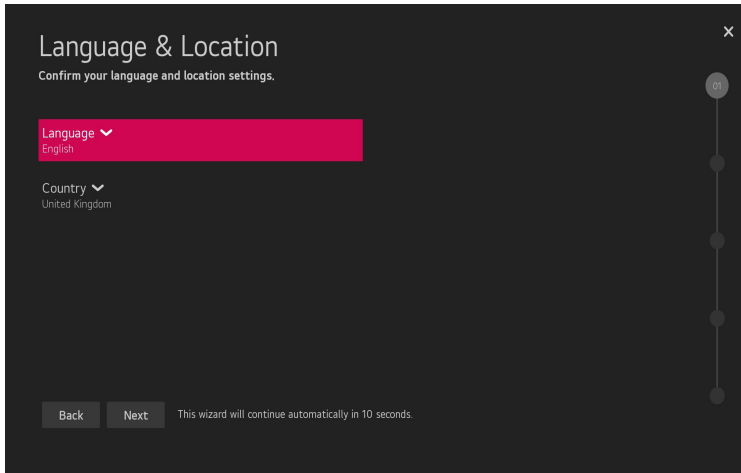 Language & Location
Confirm your language and location settings.
01
Language
English
Country
United Kingdom
Back
Next
This wizard will continue automatically in 10 seconds.